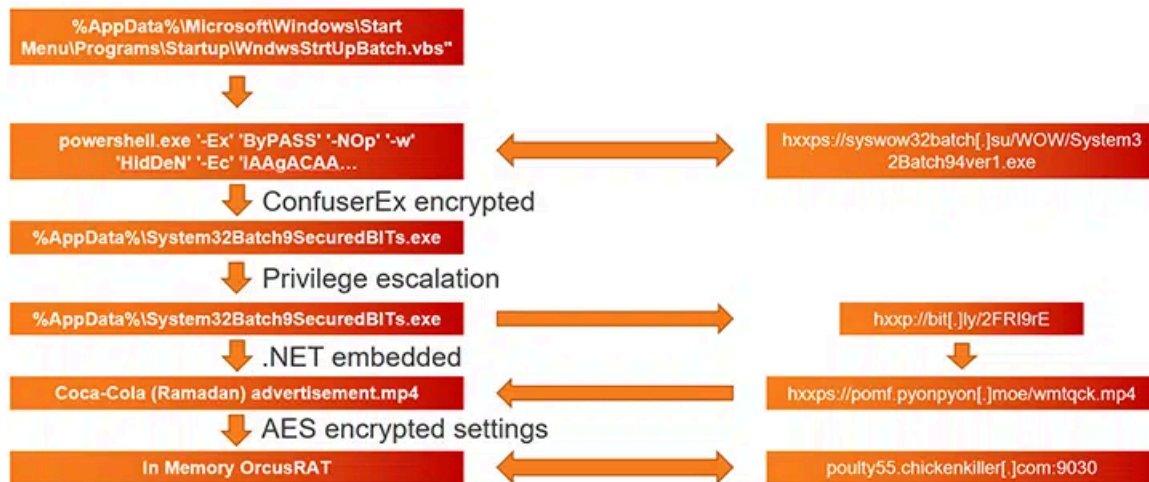 %AppData%\Microsoft\Windows\Start
Menu\Programs\Startup\WndwsStrtUpBatch.vbs"
powershell.exe '-Ex' 'ByPASS' '-NOp' '-w'
'HidDeN' '-Ec' 'IAAgACAA...
hxxps://syswow32batch[.]su/WOW/System3
2Batch94ver1.exe
ConfuserEx encrypted
%AppData%\System32Batch9SecuredBITs.exe
Privilege escalation
%AppData%\System32Batch9SecuredBITs.exe
hxxp://bit[.]ly/2FRI9rE
.NET embedded
Coca-Cola (Ramadan) advertisement.mp4
hxxps://pomf.pyonpyon[.]moe/wmtqck.mp4
AES encrypted settings
In Memory OrcusRAT
poulty55.chickenkiller[.]com:9030